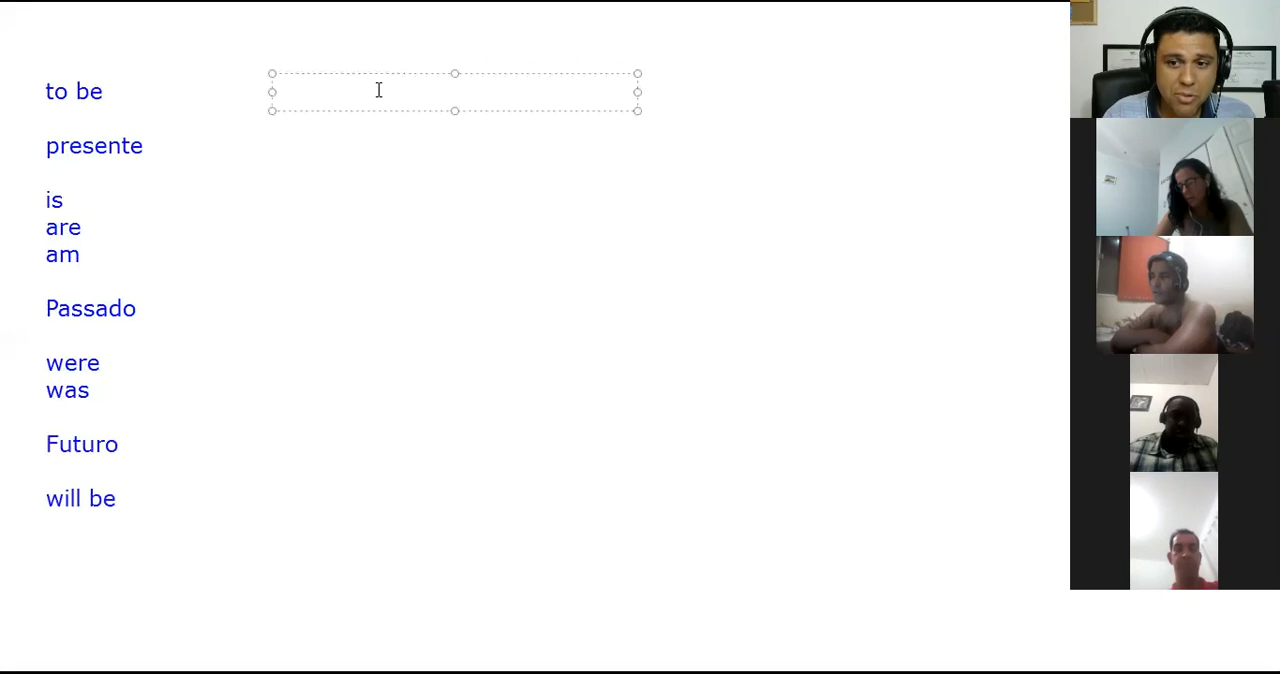 to be
presente
is
are
am
Passado
were
was
Futuro
will be